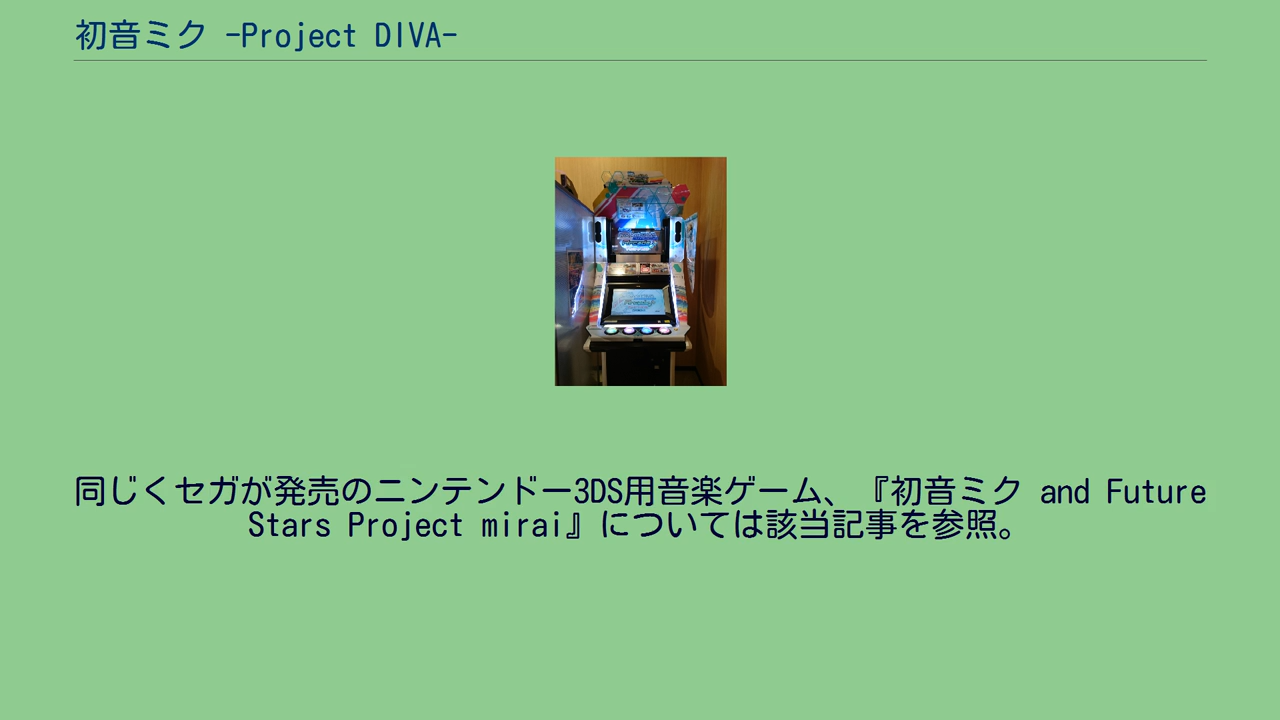 初音ミク -Project DIVA-
同じくセガが発売のニンテンドー3DS用音楽ゲーム、『初音ミク and Future
Stars Project mirai』については該当記事を参照。